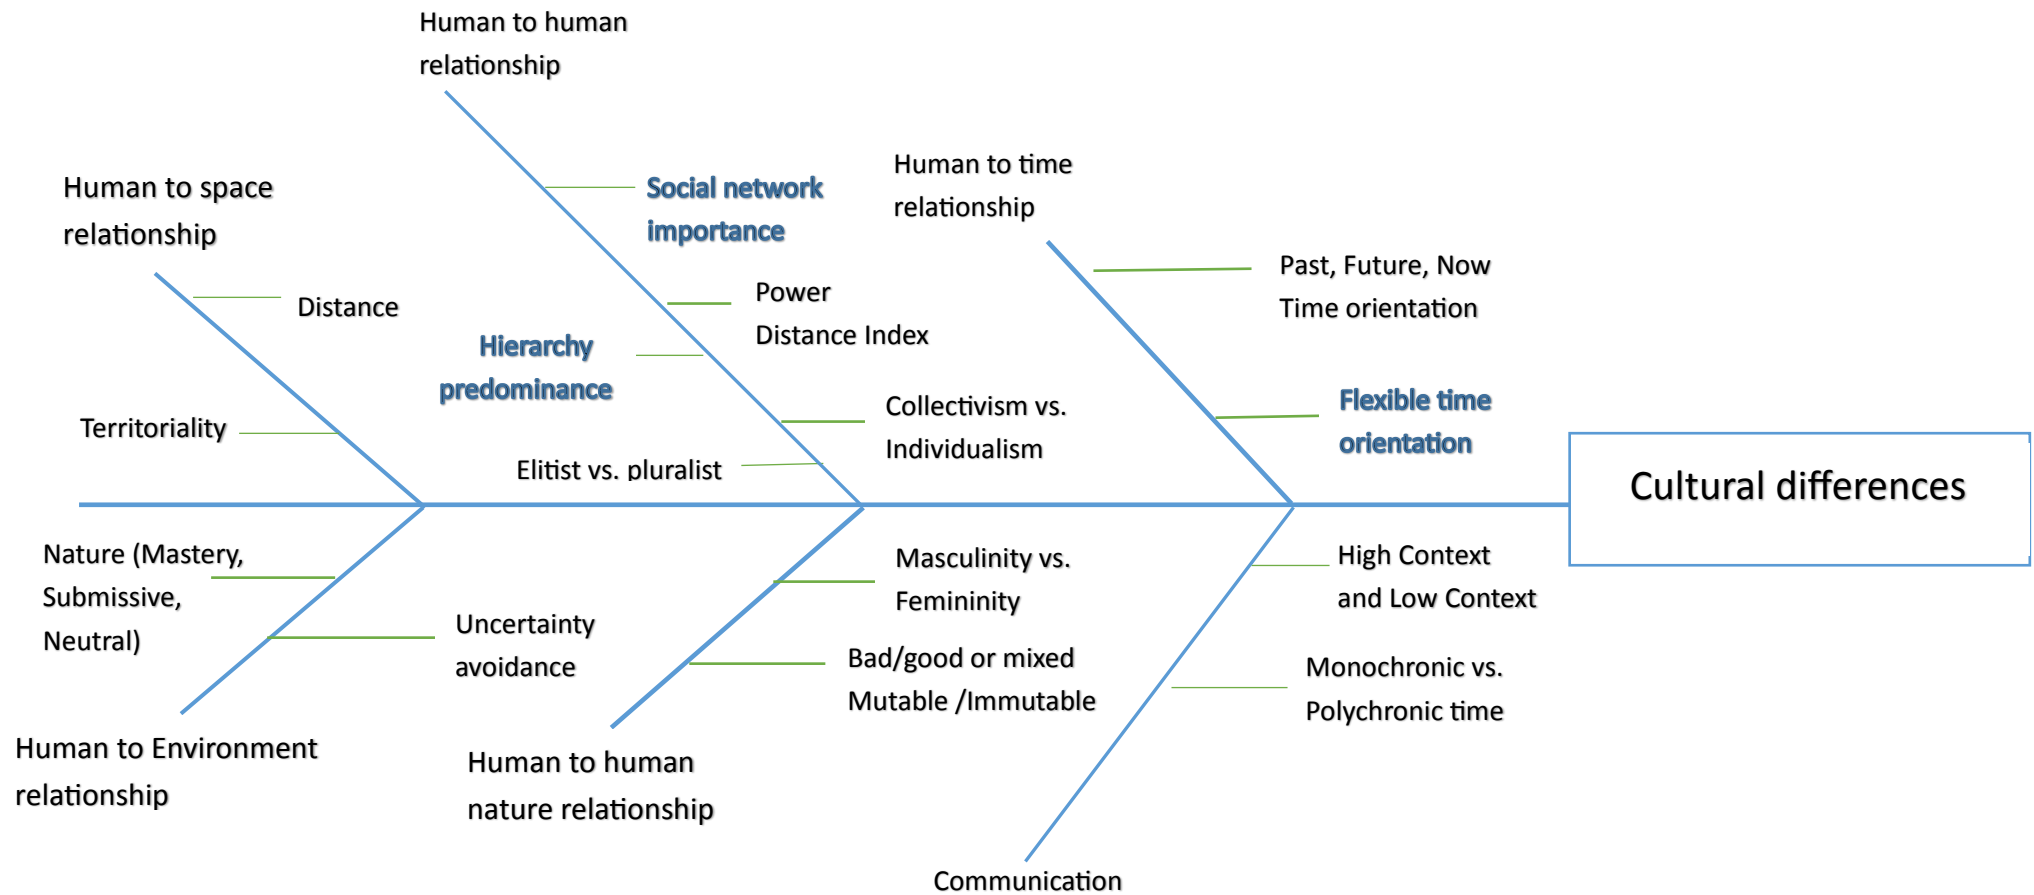 Human to human
relationship
Human to time
relationship
Human to space
relationship
Social network
importance
Past, Future, Now
Time orientation
Distance
Power
Distance Index
Hierarchy
predominance
Flexible time
orientation
Collectivism vs.
Individualism
Territoriality
Elitist vs. pluralist
Cultural differences
Nature (Mastery,
Submissive,
Neutral)
Masculinity vs.
Femininity
High Context
and Low Context
Uncertainty
avoidance
Bad/good or mixed
Mutable /Immutable
Monochronic vs.
Polychronic time
Human to Environment
relationship
Human to human
nature relationship
Communication